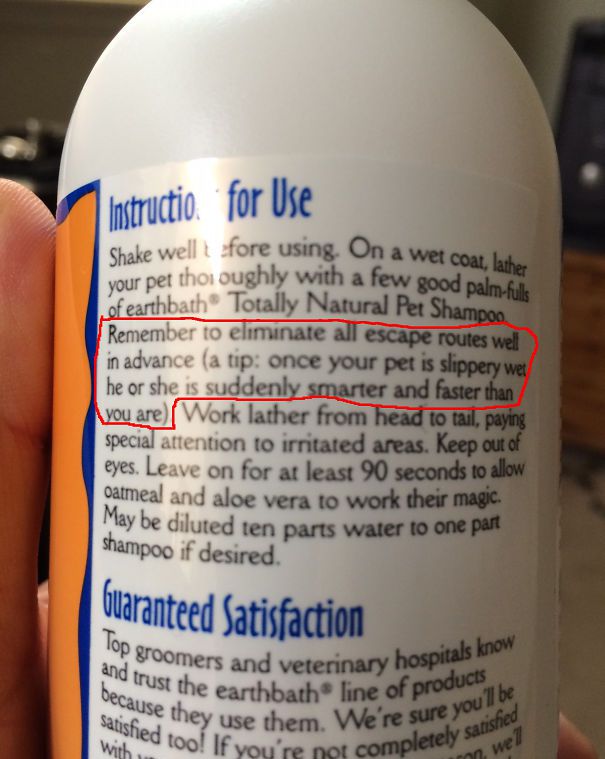 Instructions for Use
Shake well before using. On a wet coat, lather
your pet thoroughly with a few good palm-fulls
of earthbath® Totally Natural Pet Shampoo.
Remember to eliminate all escape routes well
in advance (a tip: once your pet is slippery wet
he or she is suddenly smarter and faster than
you are). Work lather from head to tail, paying
special attention to irritated areas. Keep out of
eyes. Leave on for at least 90 seconds to allow
oatmeal and aloe vera to work their magic.
May be diluted ten parts water to one part
shampoo if desired.
Guaranteed Satisfaction
Top groomers and veterinary hospitals know
and trust the earthbath® line of products
because they use them. We're sure you'll be
satisfied too! If you're not completely satisfied
with we'll